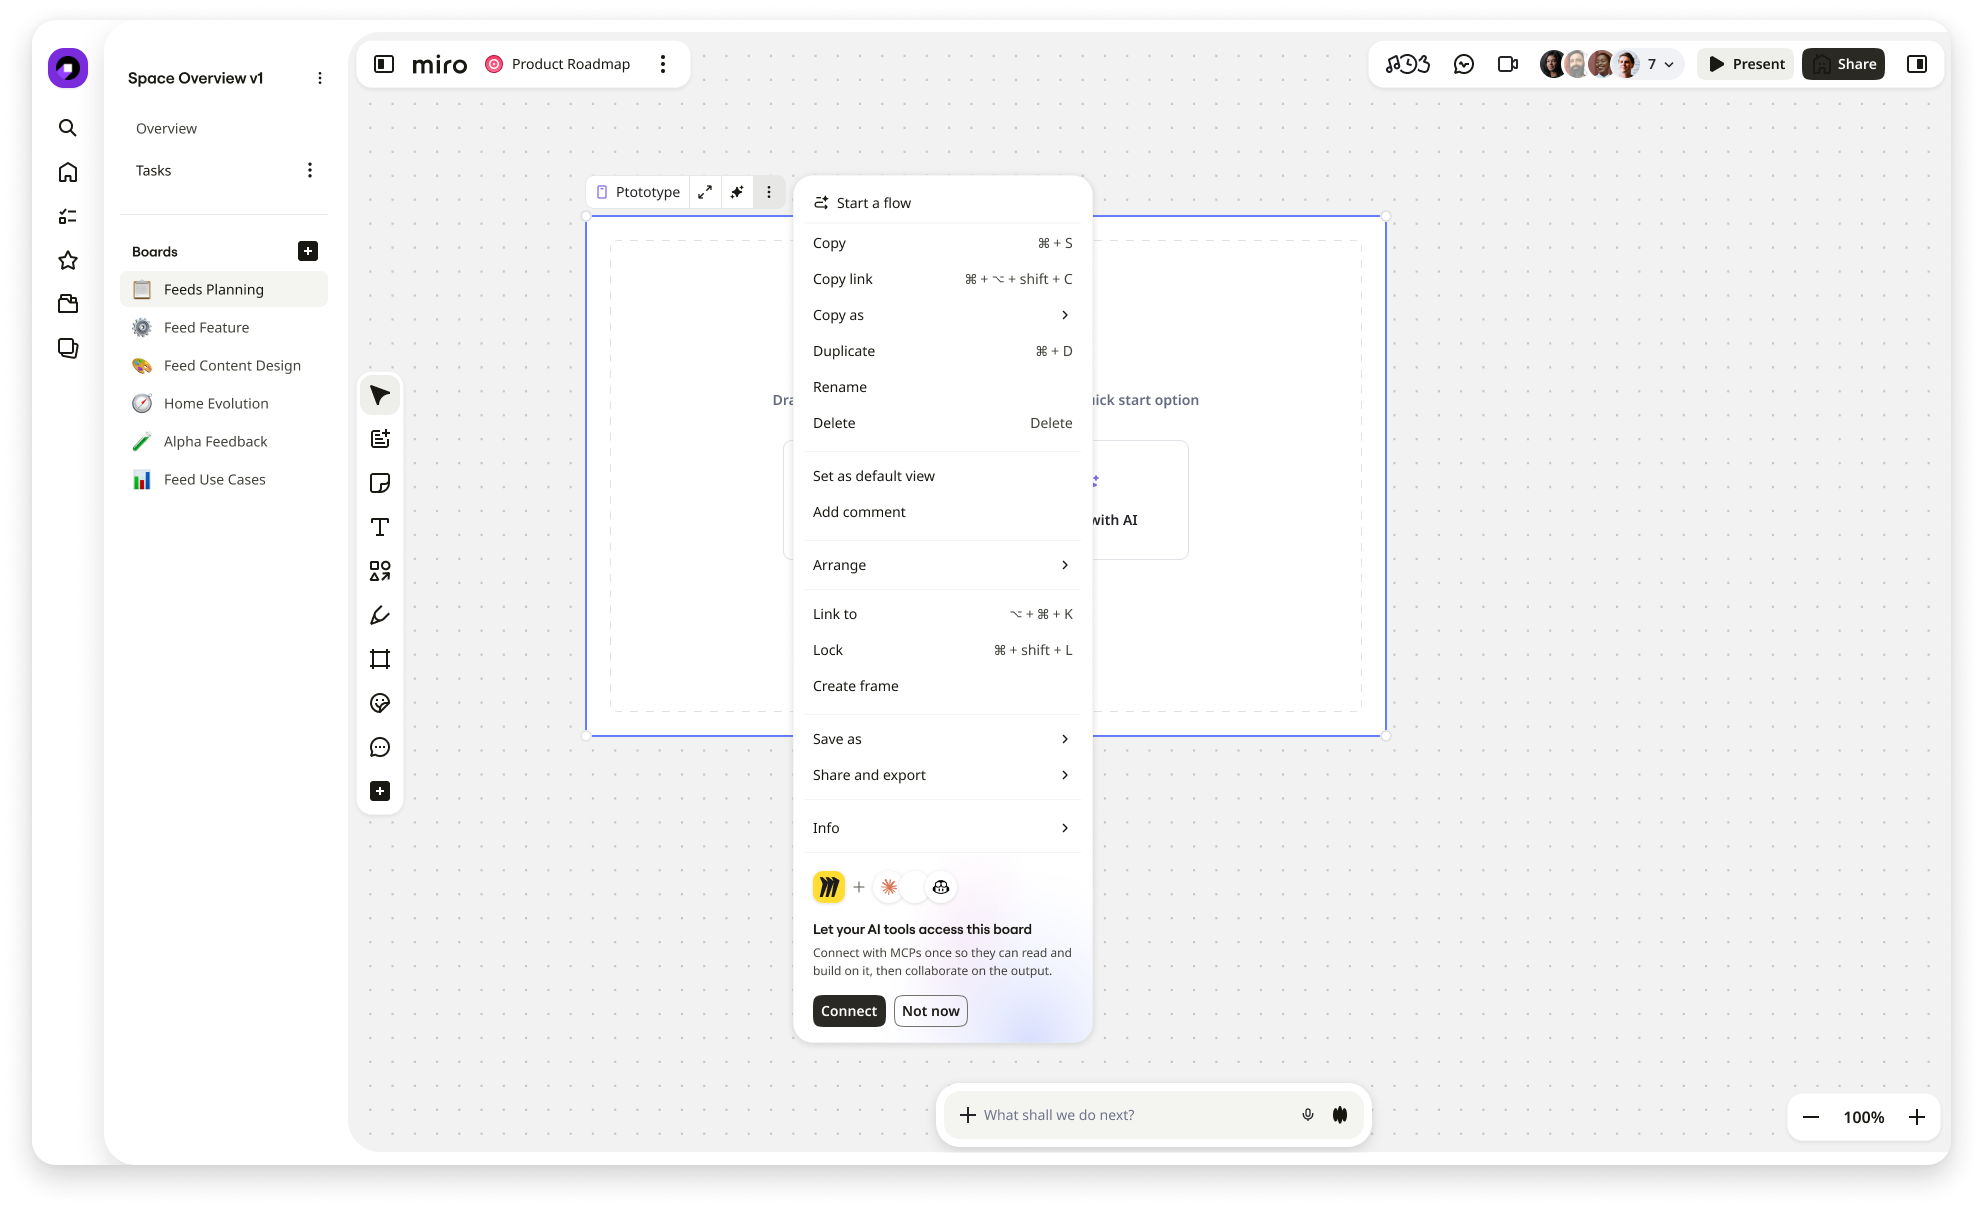 Space Overview v1
Overview
Tasks
Boards
Feeds Planning
Feed Feature
Feed Content Design
Home Evolution
Alpha Feedback
Feed Use Cases
miro
Product Roadmap
7
Present
Share
Ptototype
Start a flow
Copy ⌘ + S
Copy link ⌘ + ⌥ + shift + C
Copy as
Duplicate ⌘ + D
Rename
Delete Delete
Set as default view
Add comment
Arrange
Link to ⌥ + ⌘ + K
Lock ⌘ + shift + L
Create frame
Save as
Share and export
Info
Let your AI tools access this board
Connect with MCPs once so they can read and
build on it, then collaborate on the output.
Connect
Not now
start option
with AI
What shall we do next?
100%